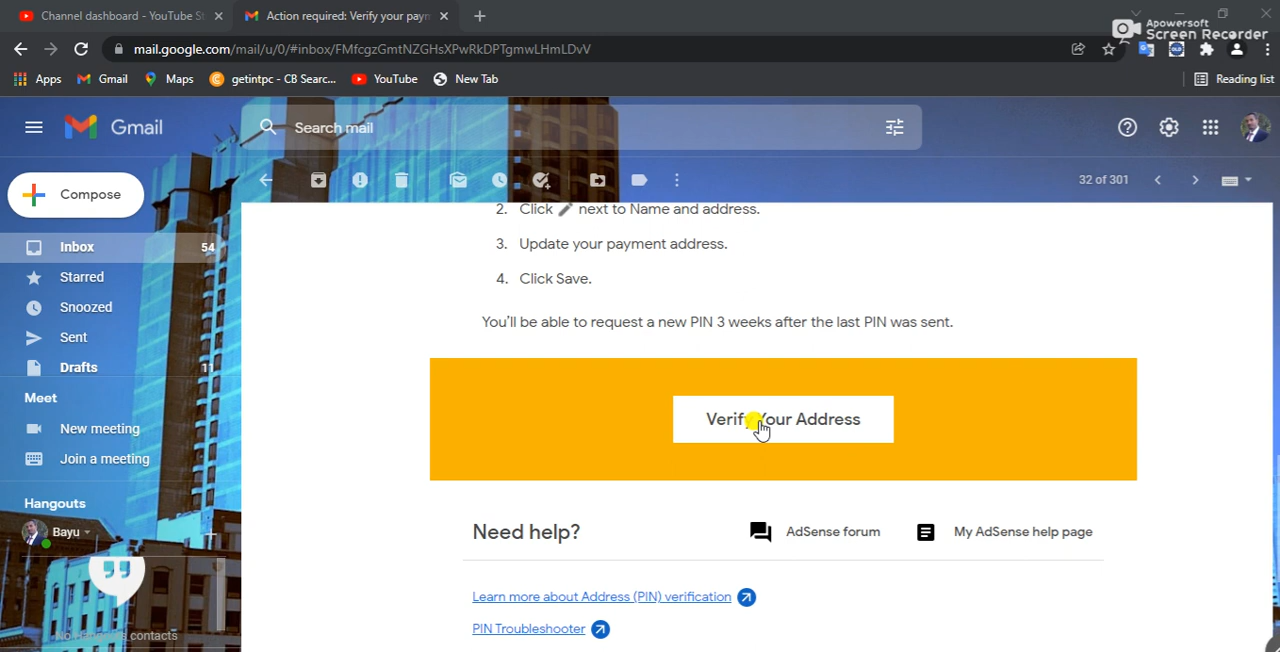 Channel dashboard - YouTube St
Action required: Verify your payn
Apowersoft
Screen Recorder
mail.google.com/mail/u/0/#inbox/FMfcgzGmtNZGHsXPwRkDPTgmwLHmLDvV
Apps
Gmail
Maps
getintpc - CB Searc...
YouTube
New Tab
Reading list
Gmail
Search mail
Compose
32 of 301
Inbox 54
Starred
Snoozed
Sent
Drafts 11
Meet
New meeting
Join a meeting
Hangouts
Bayu
2. Click next to Name and address.
3. Update your payment address.
4. Click Save.
You'll be able to request a new PIN 3 weeks after the last PIN was sent.
Verify Your Address
Need help?
AdSense forum
My AdSense help page
Learn more about Address (PIN) verification
PIN Troubleshooter